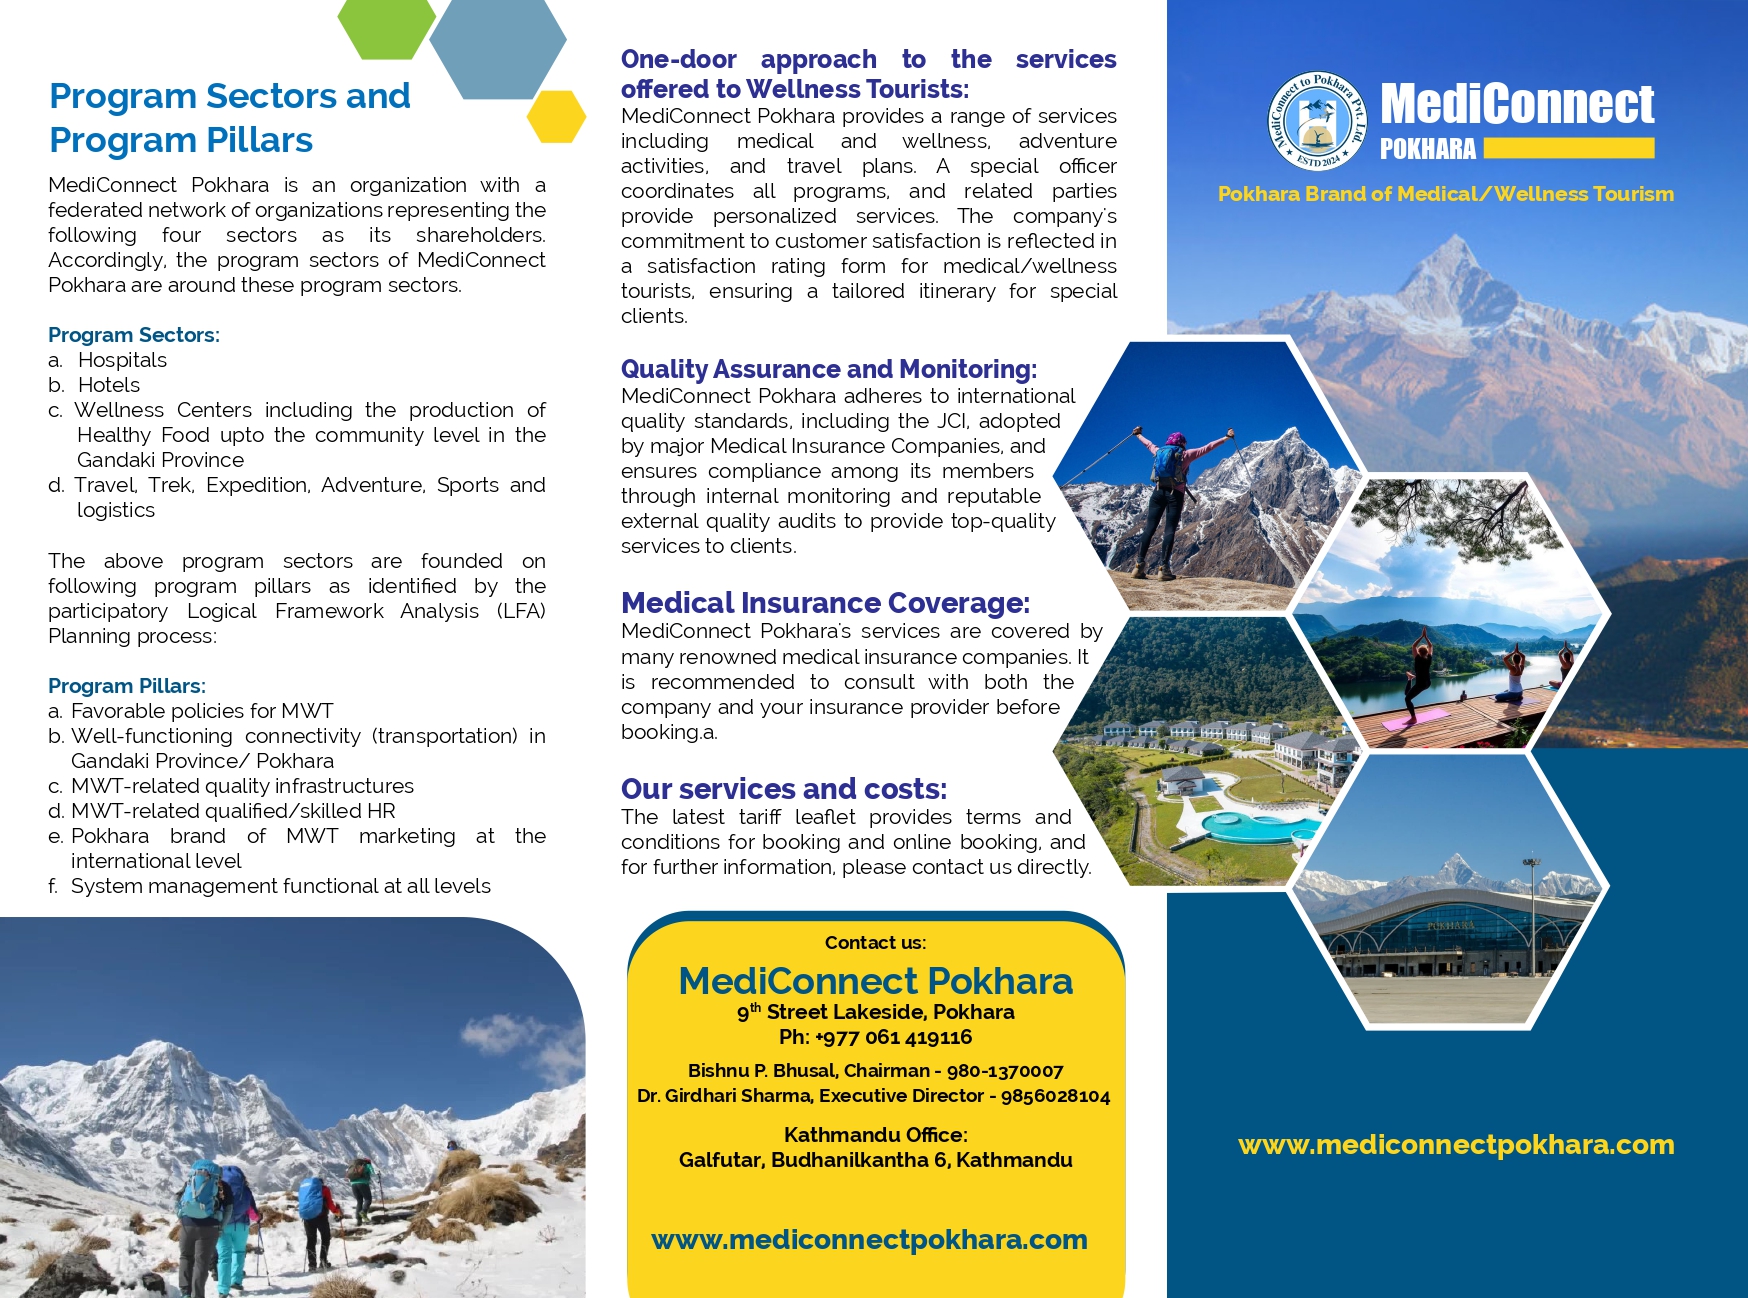 Program Sectors and
Program Pillars
MediConnect Pokhara is an organization with a
federated network of organizations representing the
following four sectors as its shareholders.
Accordingly, the program sectors of MediConnect
Pokhara are around these program sectors.
Program Sectors:
a. Hospitals
b. Hotels
c. Wellness Centers including the production of
Healthy Food upto the community level in the
Gandaki Province
d. Travel, Trek, Expedition, Adventure, Sports and
logistics
The above program sectors are founded on
following program pillars as identified by the
participatory Logical Framework Analysis (LFA)
Planning process:
Program Pillars:
a. Favorable policies for MWT
b. Well-functioning connectivity (transportation) in
Gandaki Province/ Pokhara
c. MWT-related quality infrastructures
d. MWT-related qualified/skilled HR
e. Pokhara brand of MWT marketing at the
international level
f. System management functional at all levels
One-door approach to the services
offered to Wellness Tourists:
MediConnect Pokhara provides a range of services
including medical and wellness, adventure
activities, and travel plans. A special officer
coordinates all programs, and related parties
provide personalized services. The company's
commitment to customer satisfaction is reflected in
a satisfaction rating form for medical/wellness
tourists, ensuring a tailored itinerary for special
clients.
Quality Assurance and Monitoring:
MediConnect Pokhara adheres to international
quality standards, including the JCI, adopted
by major Medical Insurance Companies, and
ensures compliance among its members
through internal monitoring and reputable
external quality audits to provide top-quality
services to clients.
Medical Insurance Coverage:
MediConnect Pokhara's services are covered by
many renowned medical insurance companies. It
is recommended to consult with both the
company and your insurance provider before
booking.a.
Our services and costs:
The latest tariff leaflet provides terms and
conditions for booking and online booking, and
for further information, please contact us directly.
Contact us:
MediConnect Pokhara
9th Street Lakeside, Pokhara
Ph: +977 061 419116
Bishnu P. Bhusal, Chairman - 980-1370007
Dr. Girdhari Sharma, Executive Director - 9856028104
Kathmandu Office:
Galfutar, Budhanilkantha 6, Kathmandu
www.mediconnectpokhara.com
MediConnect to Pokhara Pvt. Ltd.
ESTD 2024
MediConnect
POKHARA
Pokhara Brand of Medical/Wellness Tourism
POKHARA
www.mediconnectpokhara.com